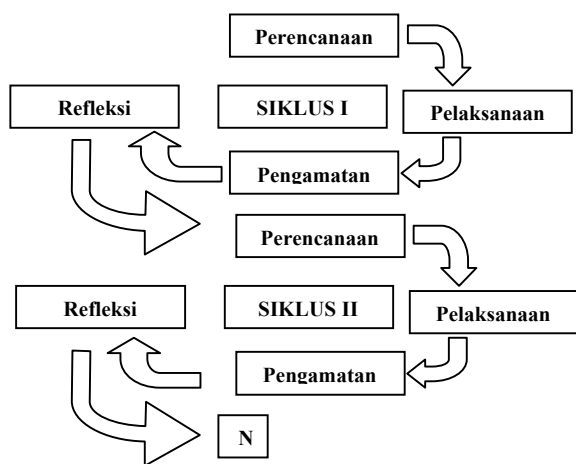 Perencanaan
Refleksi
SIKLUS I
Pelaksanaan
Pengamatan
Perencanaan
Refleksi
SIKLUS II
Pelaksanaan
Pengamatan
N